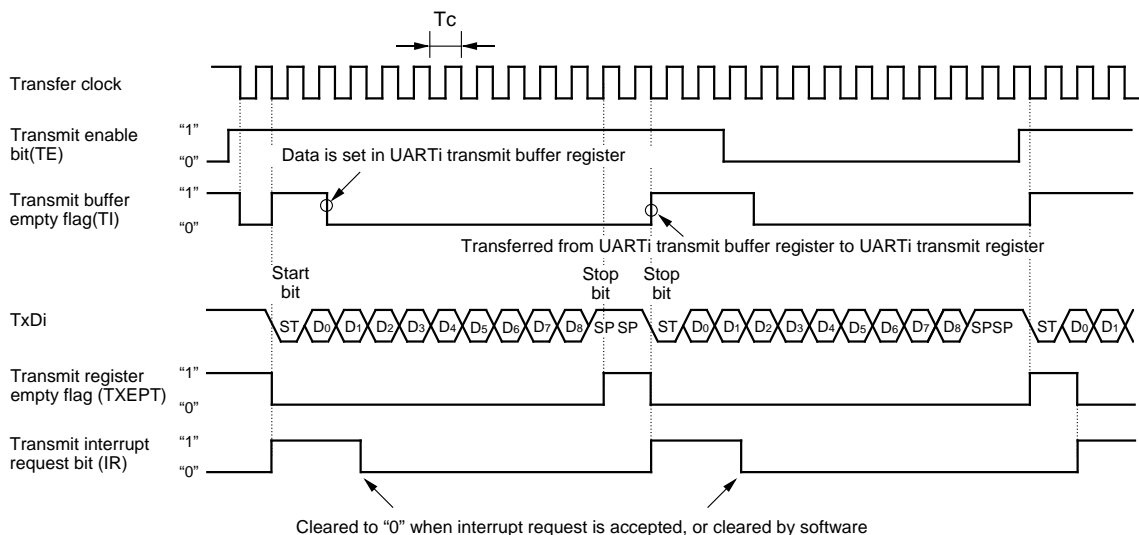 Tc
Transfer clock
Transmit enable
bit(TE)
“1”
“0”
Data is set in UARTi transmit buffer register
Transmit buffer
empty flag(TI)
“1”
“0”
Transferred from UARTi transmit buffer register to UARTi transmit register
Start
bit
Stop
bit
Stop
bit
TxDi
ST D0 D1 D2 D3 D4 D5 D6 D7 D8 SP SP ST D0 D1 D2 D3 D4 D5 D6 D7 D8 SPSP ST D0 D1
Transmit register
empty flag (TXEPT)
“1”
“0”
Transmit interrupt
request bit (IR)
“1”
“0”
Cleared to “0” when interrupt request is accepted, or cleared by software